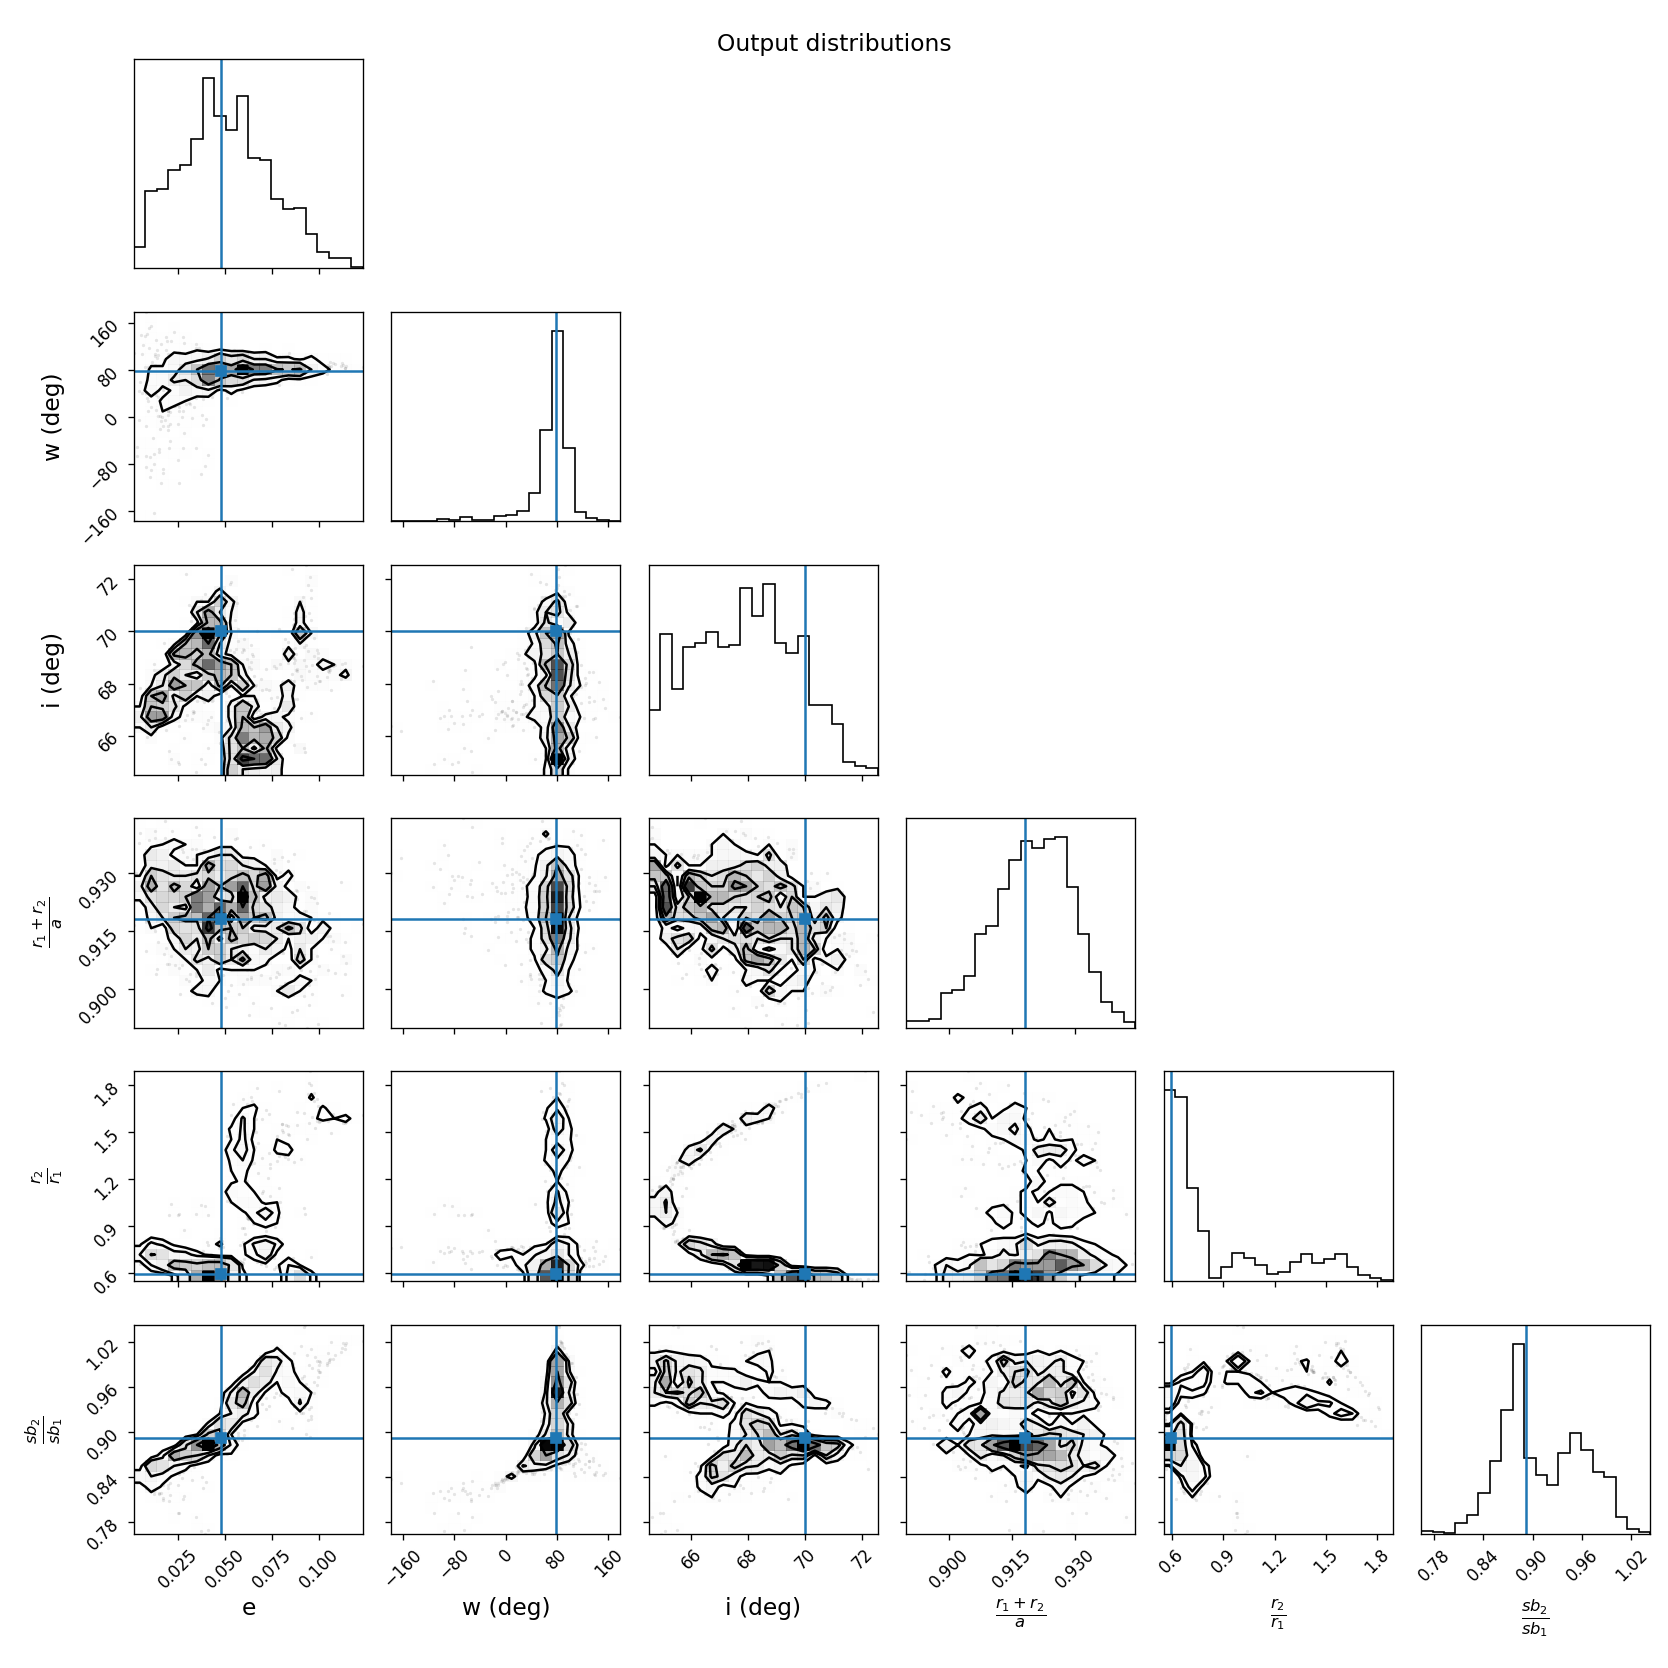 Output distributions
160
80
0
−80
−160
w (deg)
72
70
68
66
i (deg)
0.930
0.915
0.900
r₁ + r₂
a
1.8
1.5
1.2
0.9
0.6
r₂
r₁
1.02
0.96
0.90
0.84
0.78
sb₂
sb₁
0.025 0.050 0.075 0.100 −160 −80 0 80 160 66 68 70 72 0.900 0.915 0.930 0.6 0.9 1.2 1.5 1.8 0.78 0.84 0.90 0.96 1.02
e w (deg) i (deg) r₁ + r₂ r₂ sb₂
a r₁ sb₁